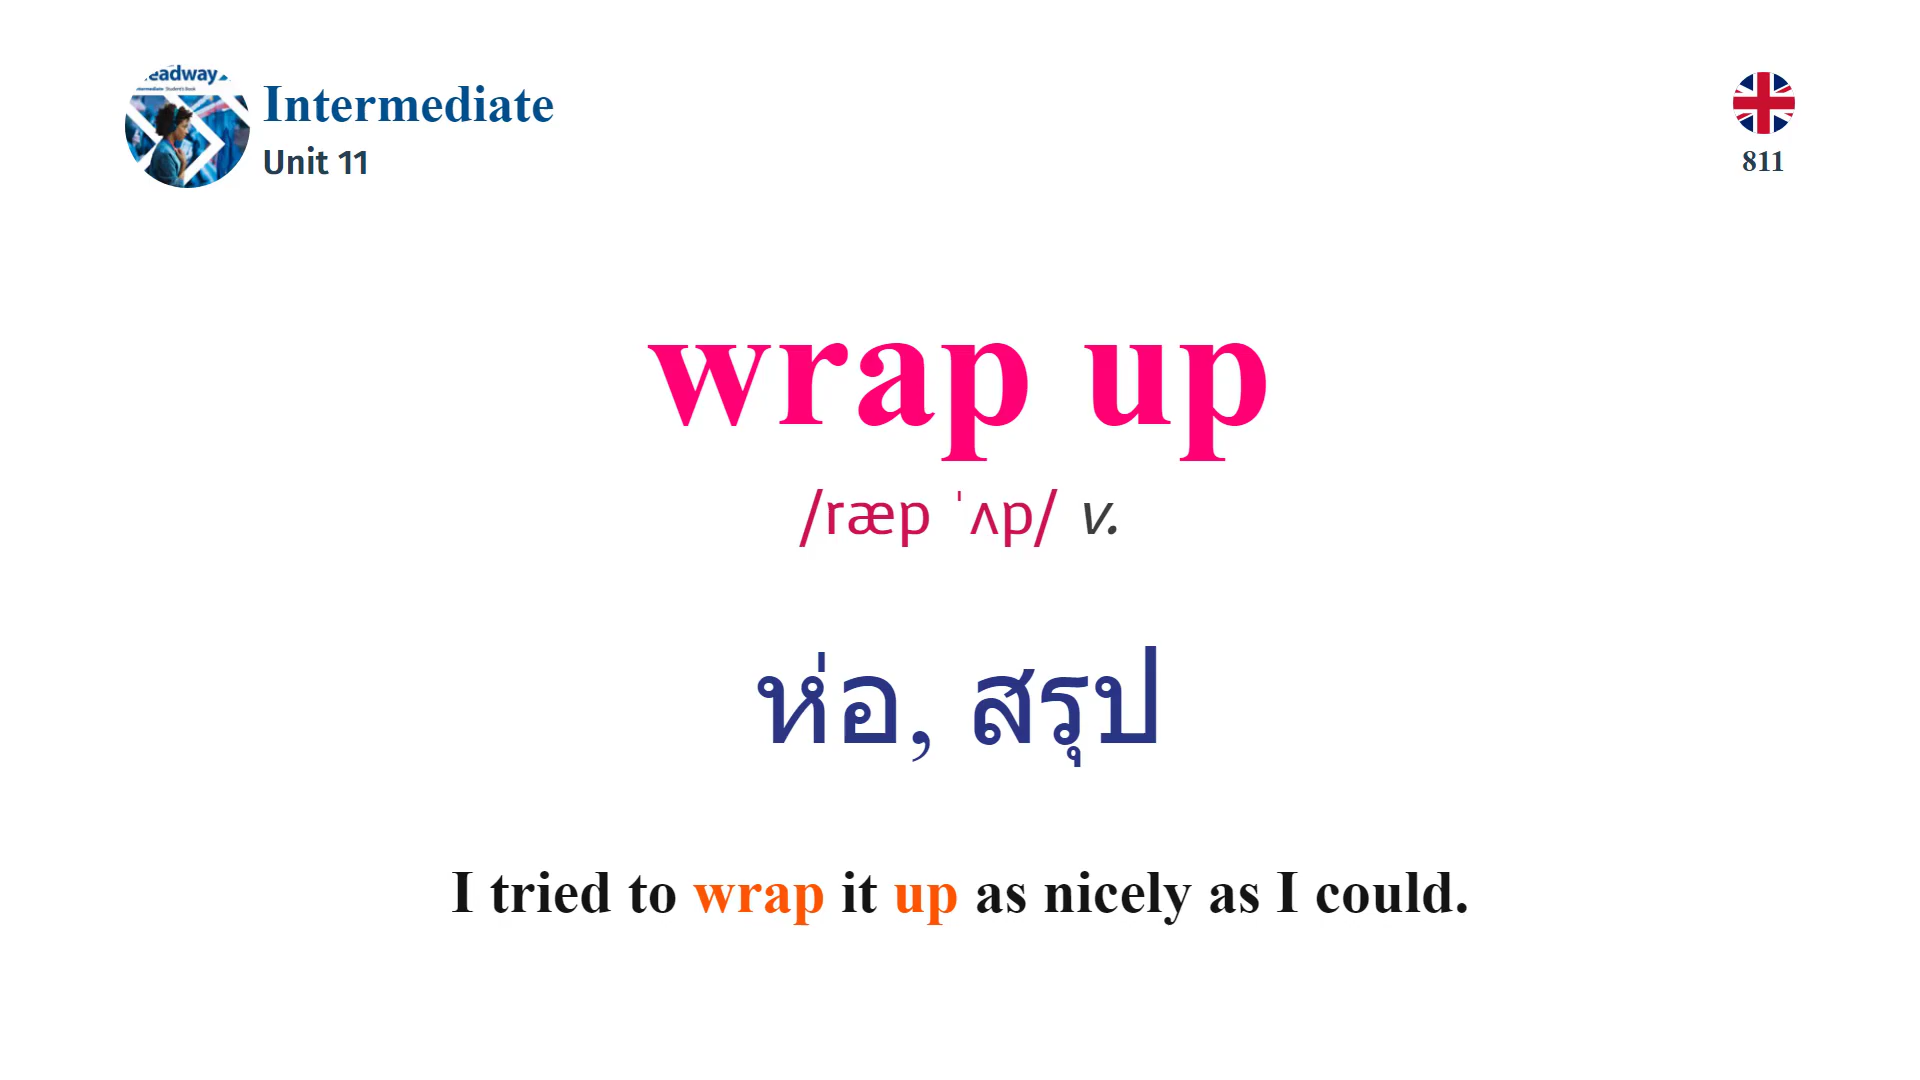 eadway
Intermediate
Unit 11
811
wrap up
/ræp ˈʌp/ v.
ห่อ, สรุป
I tried to wrap it up as nicely as I could.